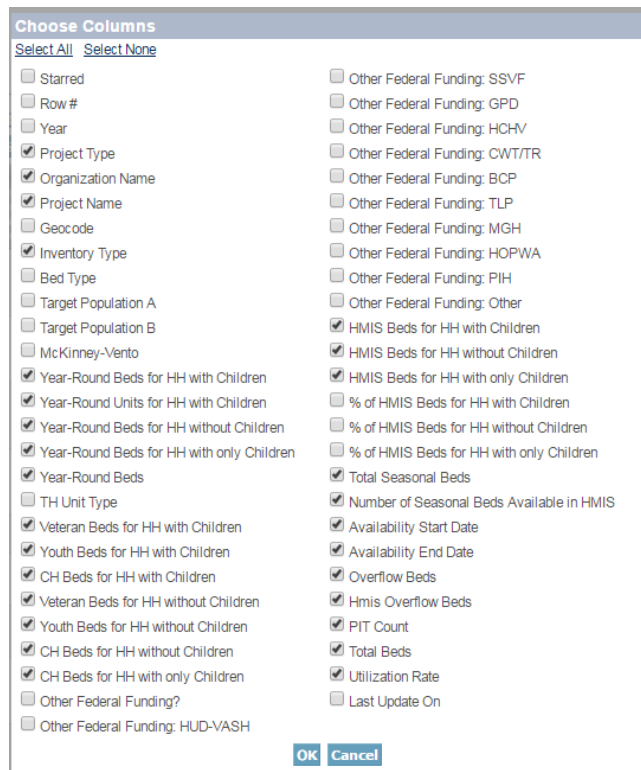 Choose Columns
Select All Select None
Starred
Row #
Year
Project Type
Organization Name
Project Name
Geocode
Inventory Type
Bed Type
Target Population A
Target Population B
McKinney-Vento
Year-Round Beds for HH with Children
Year-Round Units for HH with Children
Year-Round Beds for HH without Children
Year-Round Beds for HH with only Children
Year-Round Beds
TH Unit Type
Veteran Beds for HH with Children
Youth Beds for HH with Children
CH Beds for HH with Children
Veteran Beds for HH without Children
Youth Beds for HH without Children
CH Beds for HH without Children
CH Beds for HH with only Children
Other Federal Funding?
Other Federal Funding: HUD-VASH
Other Federal Funding: SSVF
Other Federal Funding: GPD
Other Federal Funding: HCHV
Other Federal Funding: CWT/TR
Other Federal Funding: BCP
Other Federal Funding: TLP
Other Federal Funding: MGH
Other Federal Funding: HOPWA
Other Federal Funding: PIH
Other Federal Funding: Other
HMIS Beds for HH with Children
HMIS Beds for HH without Children
HMIS Beds for HH with only Children
% of HMIS Beds for HH with Children
% of HMIS Beds for HH without Children
% of HMIS Beds for HH with only Children
Total Seasonal Beds
Number of Seasonal Beds Available in HMIS
Availability Start Date
Availability End Date
Overflow Beds
Hmis Overflow Beds
PIT Count
Total Beds
Utilization Rate
Last Update On
OK Cancel